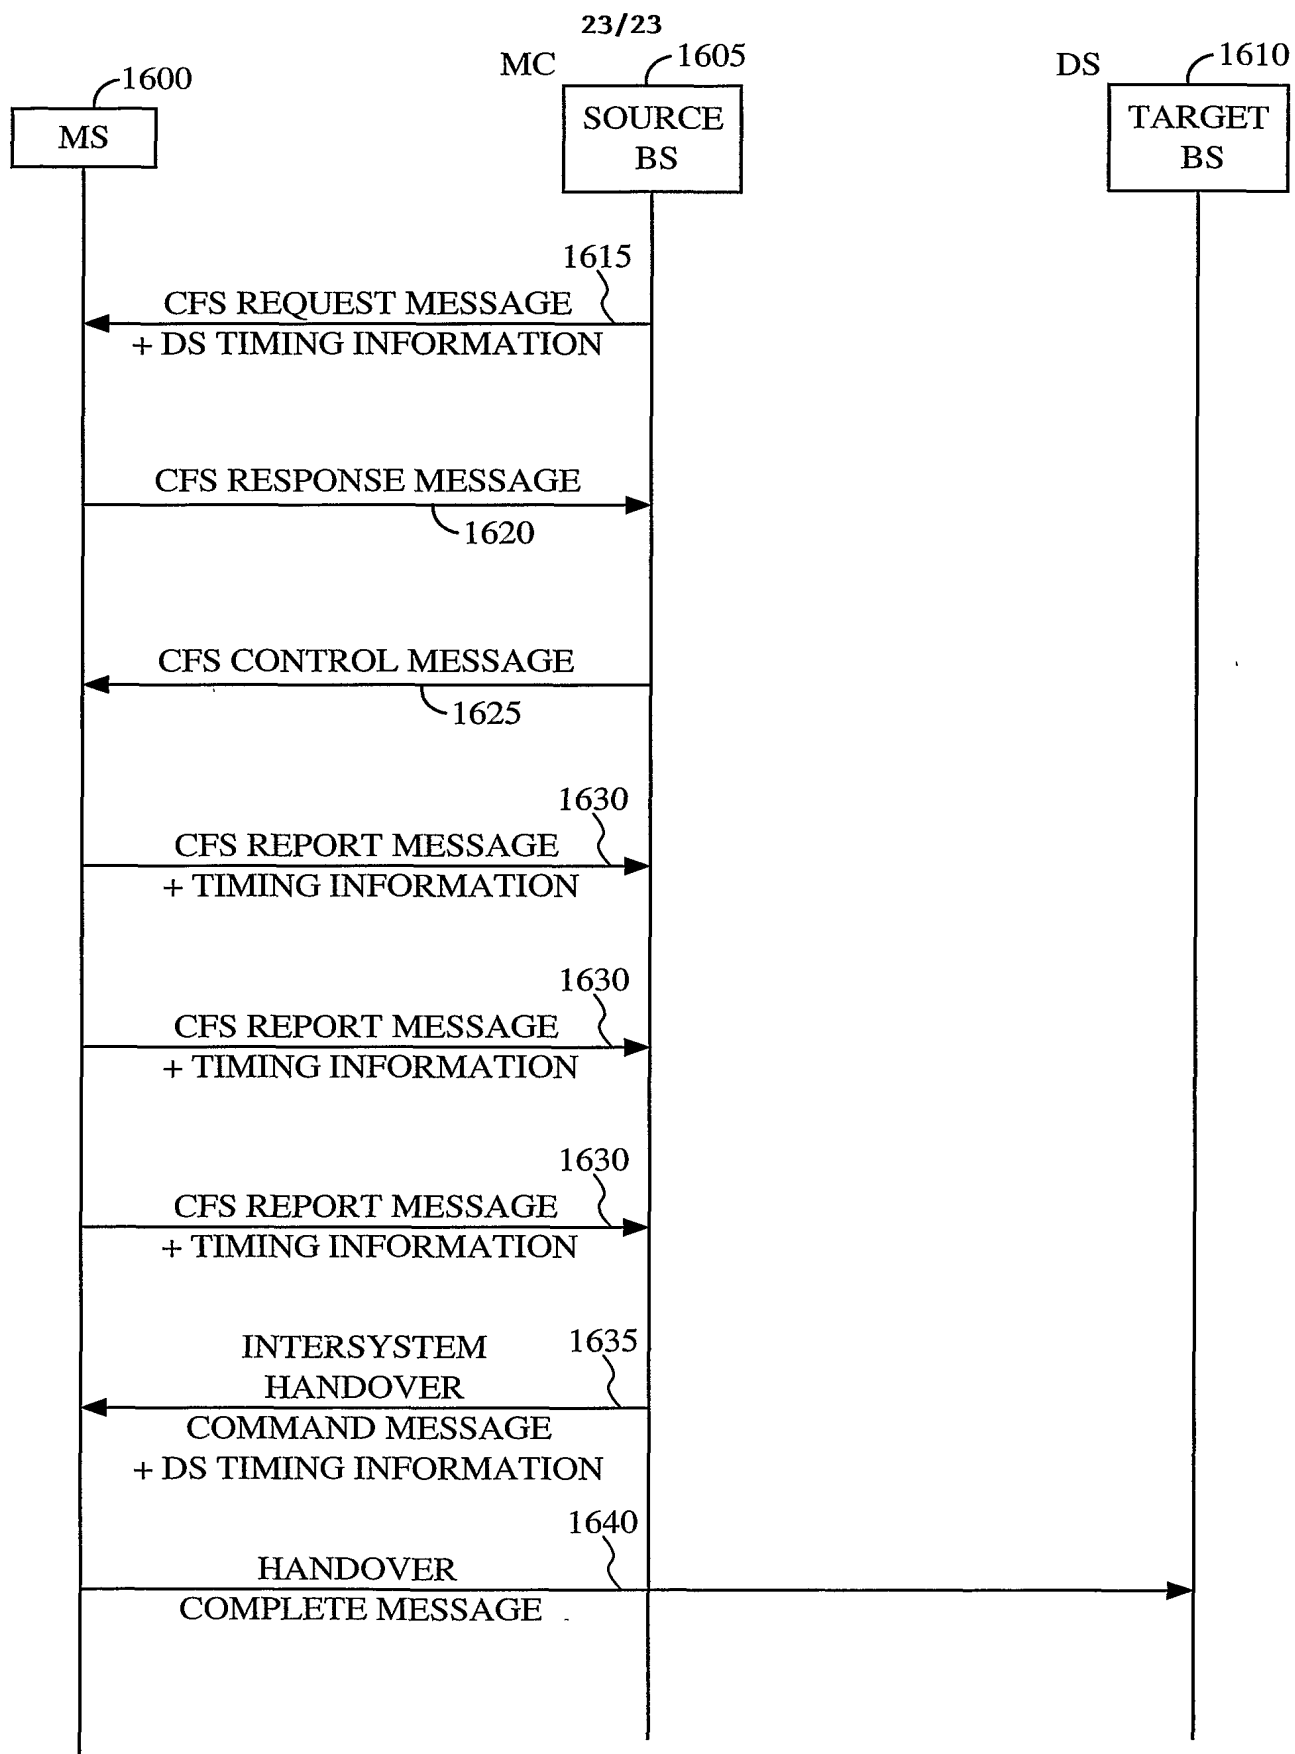 23/23
MC
1605
DS
1610
1600
MS
SOURCE
BS
TARGET
BS
1615
CFS REQUEST MESSAGE
+ DS TIMING INFORMATION
CFS RESPONSE MESSAGE
1620
CFS CONTROL MESSAGE
1625
1630
CFS REPORT MESSAGE
+ TIMING INFORMATION
1630
CFS REPORT MESSAGE
+ TIMING INFORMATION
1630
CFS REPORT MESSAGE
+ TIMING INFORMATION
INTERSYSTEM
1635
HANDOVER
COMMAND MESSAGE
+ DS TIMING INFORMATION
1640
HANDOVER
COMPLETE MESSAGE